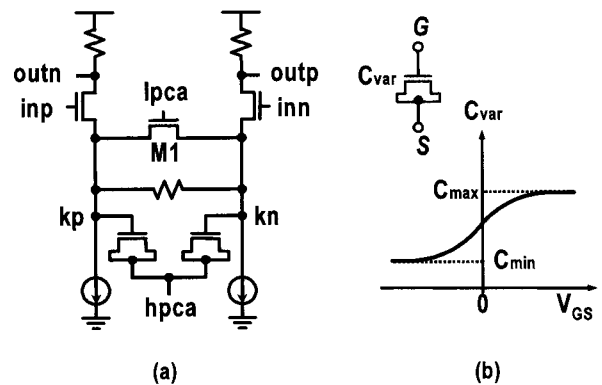 outn
outp
inp
lpca
inn
M1
kp
kn
hpca
(a)
G
Cvar
S
Cvar
Cmax
Cmin
0
VGS
(b)